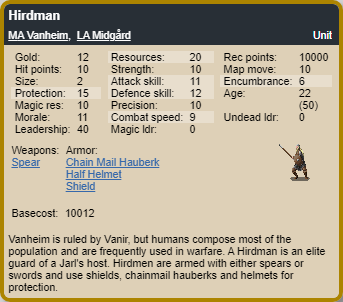 Hirdman
MA Vanheim, LA Midgård Unit
Gold: 12 Resources: 20 Rec points: 10000
Hit points: 10 Strength: 10 Map move: 10
Size: 2 Attack skill: 11 Encumbrance: 6
Protection: 15 Defence skill: 12 Age: 22
Magic res: 10 Precision: 10 (50)
Morale: 11 Combat speed: 9 Undead ldr: 0
Leadership: 40 Magic ldr: 0
Weapons: Armor:
Spear Chain Mail Hauberk
Half Helmet
Shield
Basecost: 10012
Vanheim is ruled by Vanir, but humans compose most of the
population and are frequently used in warfare. A Hirdman is an elite
guard of a Jarl's host. Hirdmen are armed with either spears or
swords and use shields, chainmail hauberks and helmets for
protection.